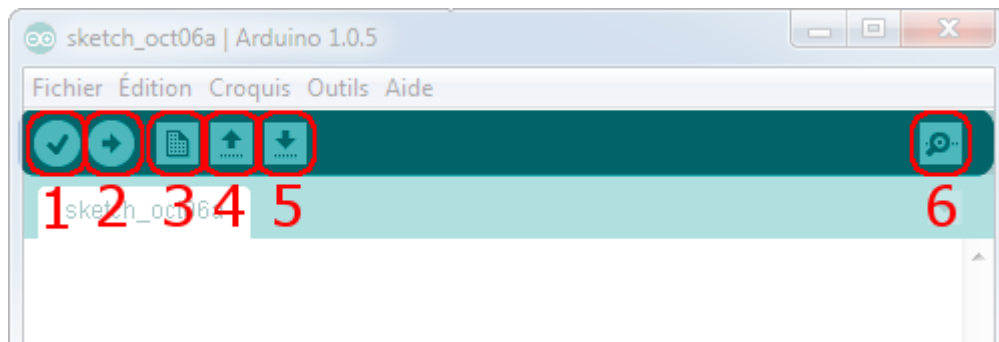 sketch_oct06a | Arduino 1.0.5
Fichier Édition Croquis Outils Aide
1 2 3 4 5 6
sketch_oct06a